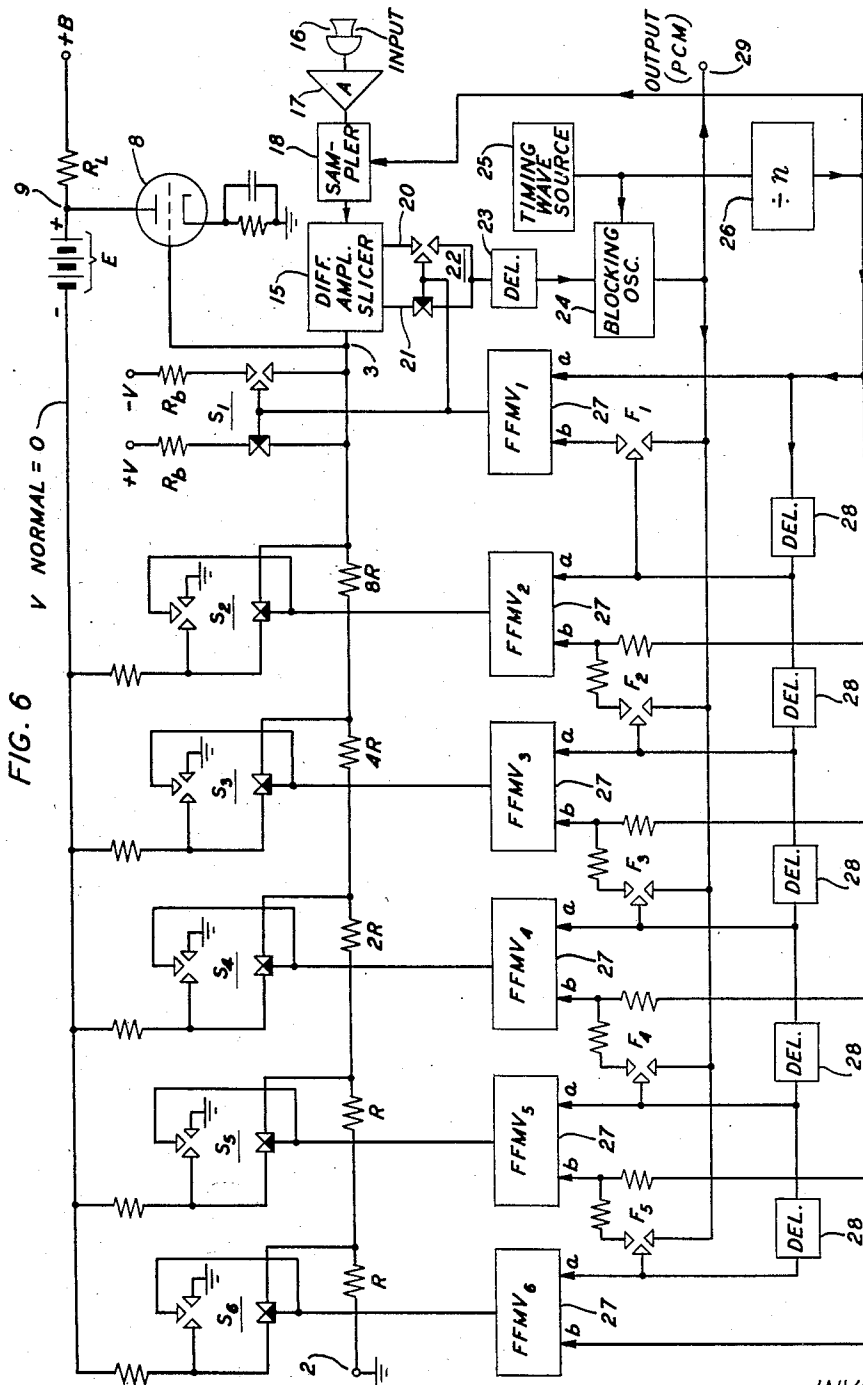 FIG. 6
V NORMAL = 0
9
+B
R_L
+
-
E
8
16
INPUT
17
A
18
SAM-
PLER
-V
+V
R_b
R_b
S_1
3
15
DIFF.
AMPL.
SLICER
20
21
22
23
DEL.
24
BLOCKING
OSC.
25
TIMING
WAVE
SOURCE
26
÷ n
OUTPUT
(PCM)
29
S_2
S_3
S_4
S_5
S_6
8R
4R
2R
R
R
2
FFMV_1
27
b
a
F_1
FFMV_2
27
b
a
F_2
FFMV_3
27
b
a
F_3
FFMV_4
27
b
a
F_4
FFMV_5
27
b
a
F_5
FFMV_6
27
b
a
DEL.
28
DEL.
28
DEL.
28
DEL.
28
DEL.
28